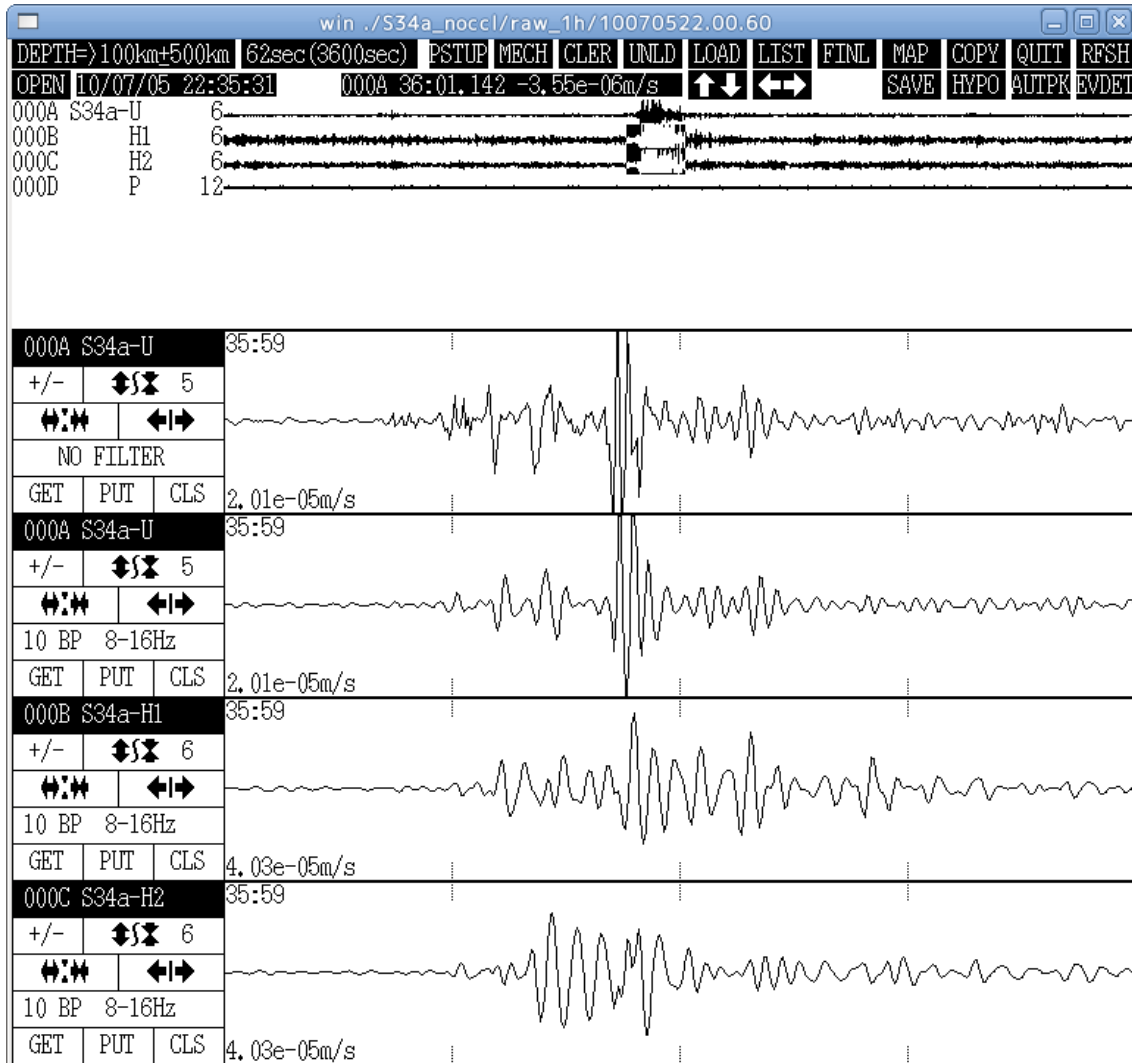 win ./S34a_noccl/raw_1h/10070522.00.60
DEPTH=>100km±500km 62sec(3600sec) PSTUP MECH CLER UNLD LOAD LIST FINL MAP COPY QUIT RFSH
OPEN 10/07/05 22:35:31 000A 36:01.142 -3.55e-06m/s SAVE HYPO AUTPK EVDET
000A S34a-U 6
000B H1 6
000C H2 6
000D P 12
000A S34a-U 35:59
+/- 5
NO FILTER
GET PUT CLS 2.01e-05m/s
000A S34a-U 35:59
+/- 5
10 BP 8-16Hz
GET PUT CLS 2.01e-05m/s
000B S34a-H1 35:59
+/- 6
10 BP 8-16Hz
GET PUT CLS 4.03e-05m/s
000C S34a-H2 35:59
+/- 6
10 BP 8-16Hz
GET PUT CLS 4.03e-05m/s